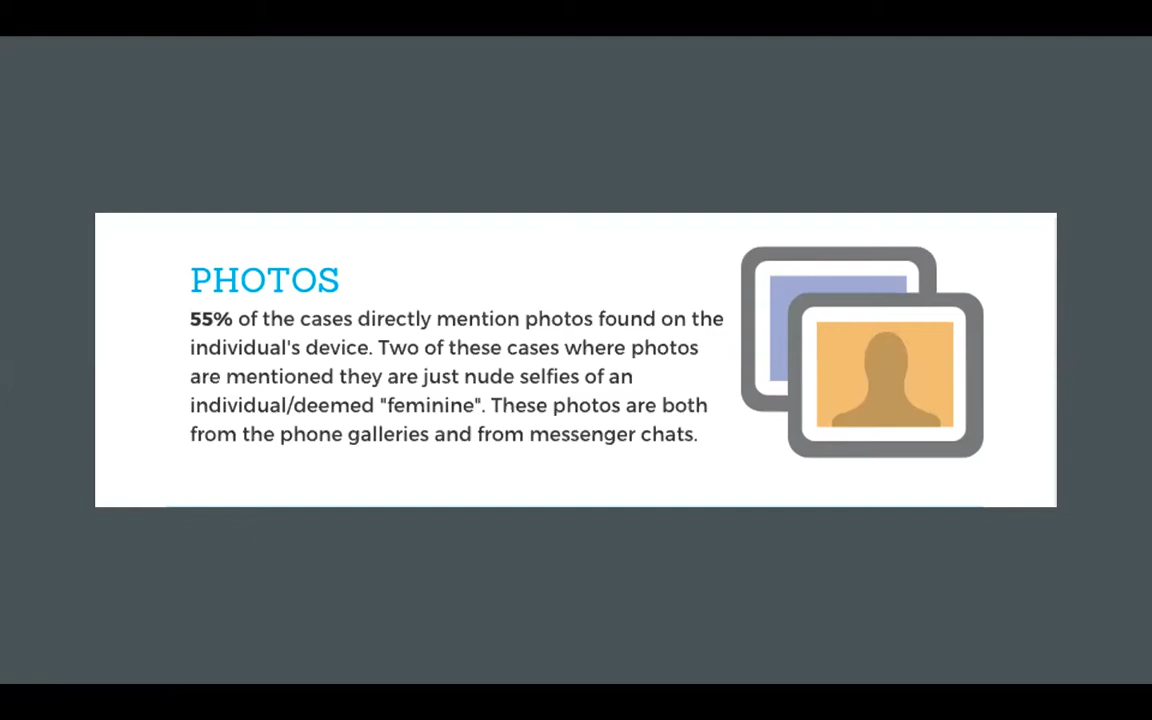 PHOTOS
55% of the cases directly mention photos found on the
individual's device. Two of these cases where photos
are mentioned they are just nude selfies of an
individual/deemed "feminine". These photos are both
from the phone galleries and from messenger chats.